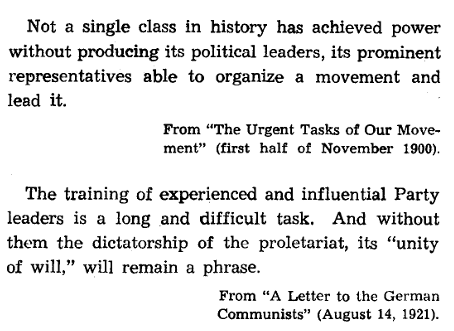 Not a single class in history has achieved power
without producing its political leaders, its prominent
representatives able to organize a movement and
lead it.
From "The Urgent Tasks of Our Move-
ment" (first half of November 1900).
The training of experienced and influential Party
leaders is a long and difficult task. And without
them the dictatorship of the proletariat, its "unity
of will," will remain a phrase.
From "A Letter to the German
Communists" (August 14, 1921).